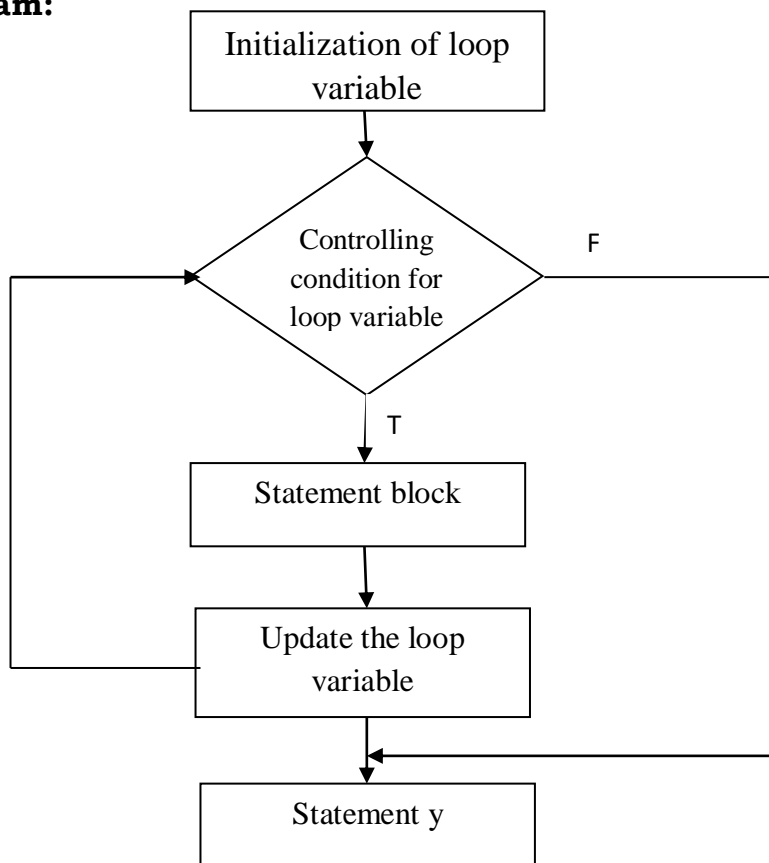 am:
Initialization of loop
variable
Controlling
condition for
loop variable
F
T
Statement block
Update the loop
variable
Statement y